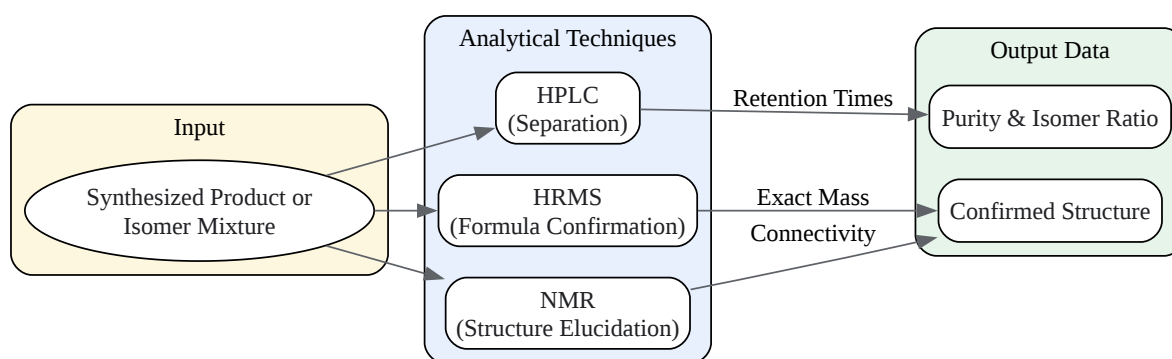 Input
Synthesized Product or
Isomer Mixture
Analytical Techniques
HPLC
(Separation)
HRMS
(Formula Confirmation)
NMR
(Structure Elucidation)
Retention Times
Exact Mass
Connectivity
Output Data
Purity & Isomer Ratio
Confirmed Structure